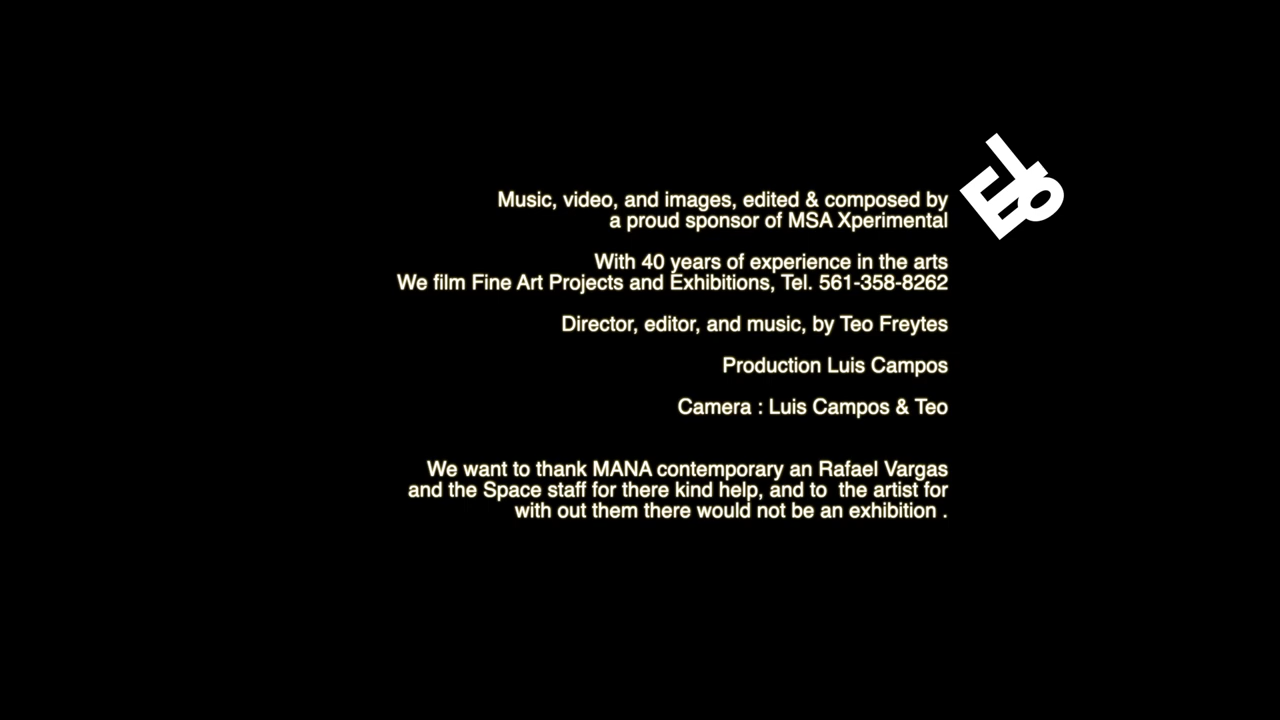 TEo
Music, video, and images, edited & composed by
a proud sponsor of MSA Xperimental
With 40 years of experience in the arts
We film Fine Art Projects and Exhibitions, Tel. 561-358-8262
Director, editor, and music, by Teo Freytes
Production Luis Campos
Camera : Luis Campos & Teo
We want to thank MANA contemporary an Rafael Vargas
and the Space staff for there kind help, and to  the artist for
with out them there would not be an exhibition .